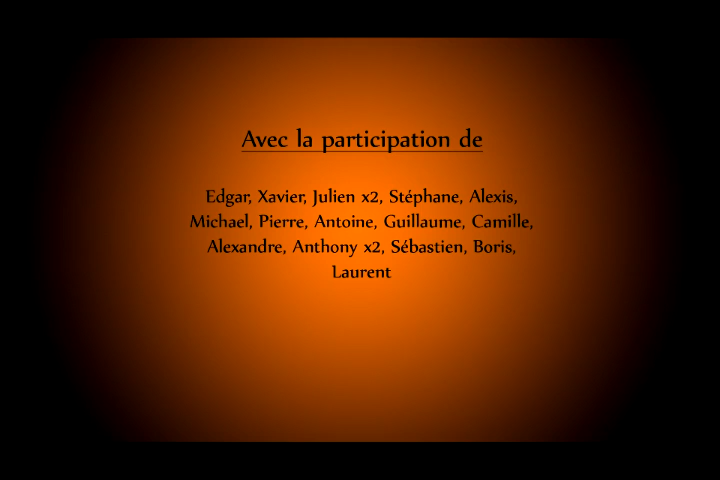 Avec la participation de
Edgar, Xavier, Julien x2, Stéphane, Alexis,
Michael, Pierre, Antoine, Guillaume, Camille,
Alexandre, Anthony x2, Sébastien, Boris,
Laurent